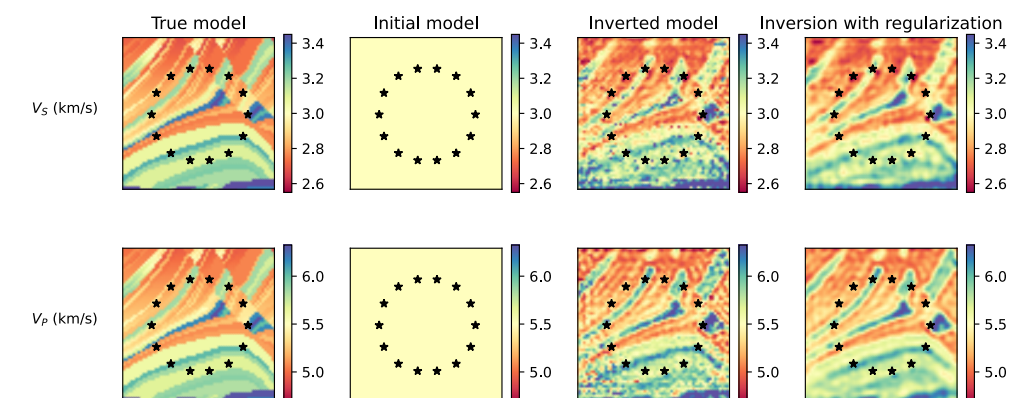 True model Initial model Inverted model Inversion with regularization
V_S (km/s)
3.4 3.4 3.4 3.4
3.2 3.2 3.2 3.2
3.0 3.0 3.0 3.0
2.8 2.8 2.8 2.8
2.6 2.6 2.6 2.6
V_P (km/s)
6.0 6.0 6.0 6.0
5.5 5.5 5.5 5.5
5.0 5.0 5.0 5.0